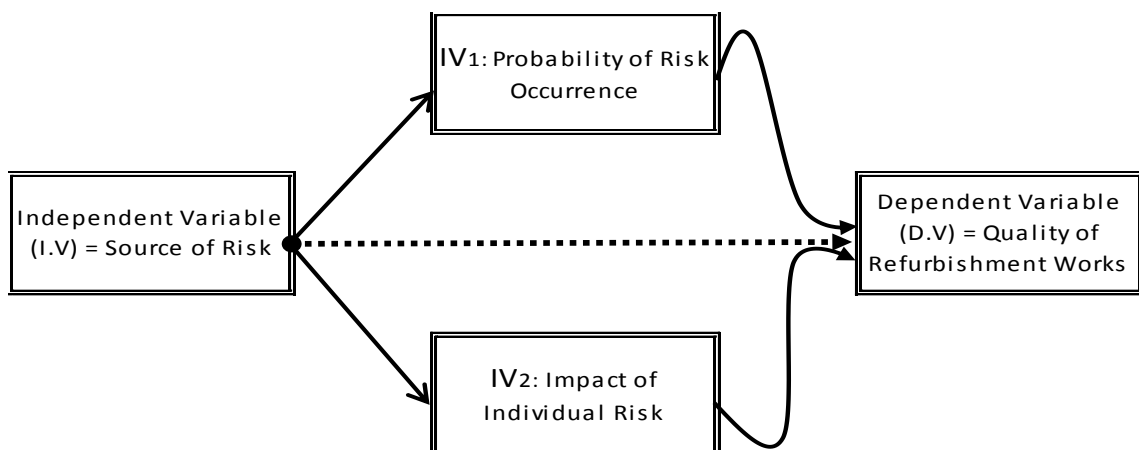 IV1: Probability of Risk
Occurrence
Independent Variable
(I.V) = Source of Risk
Dependent Variable
(D.V) = Quality of
Refurbishment Works
IV2: Impact of
Individual Risk